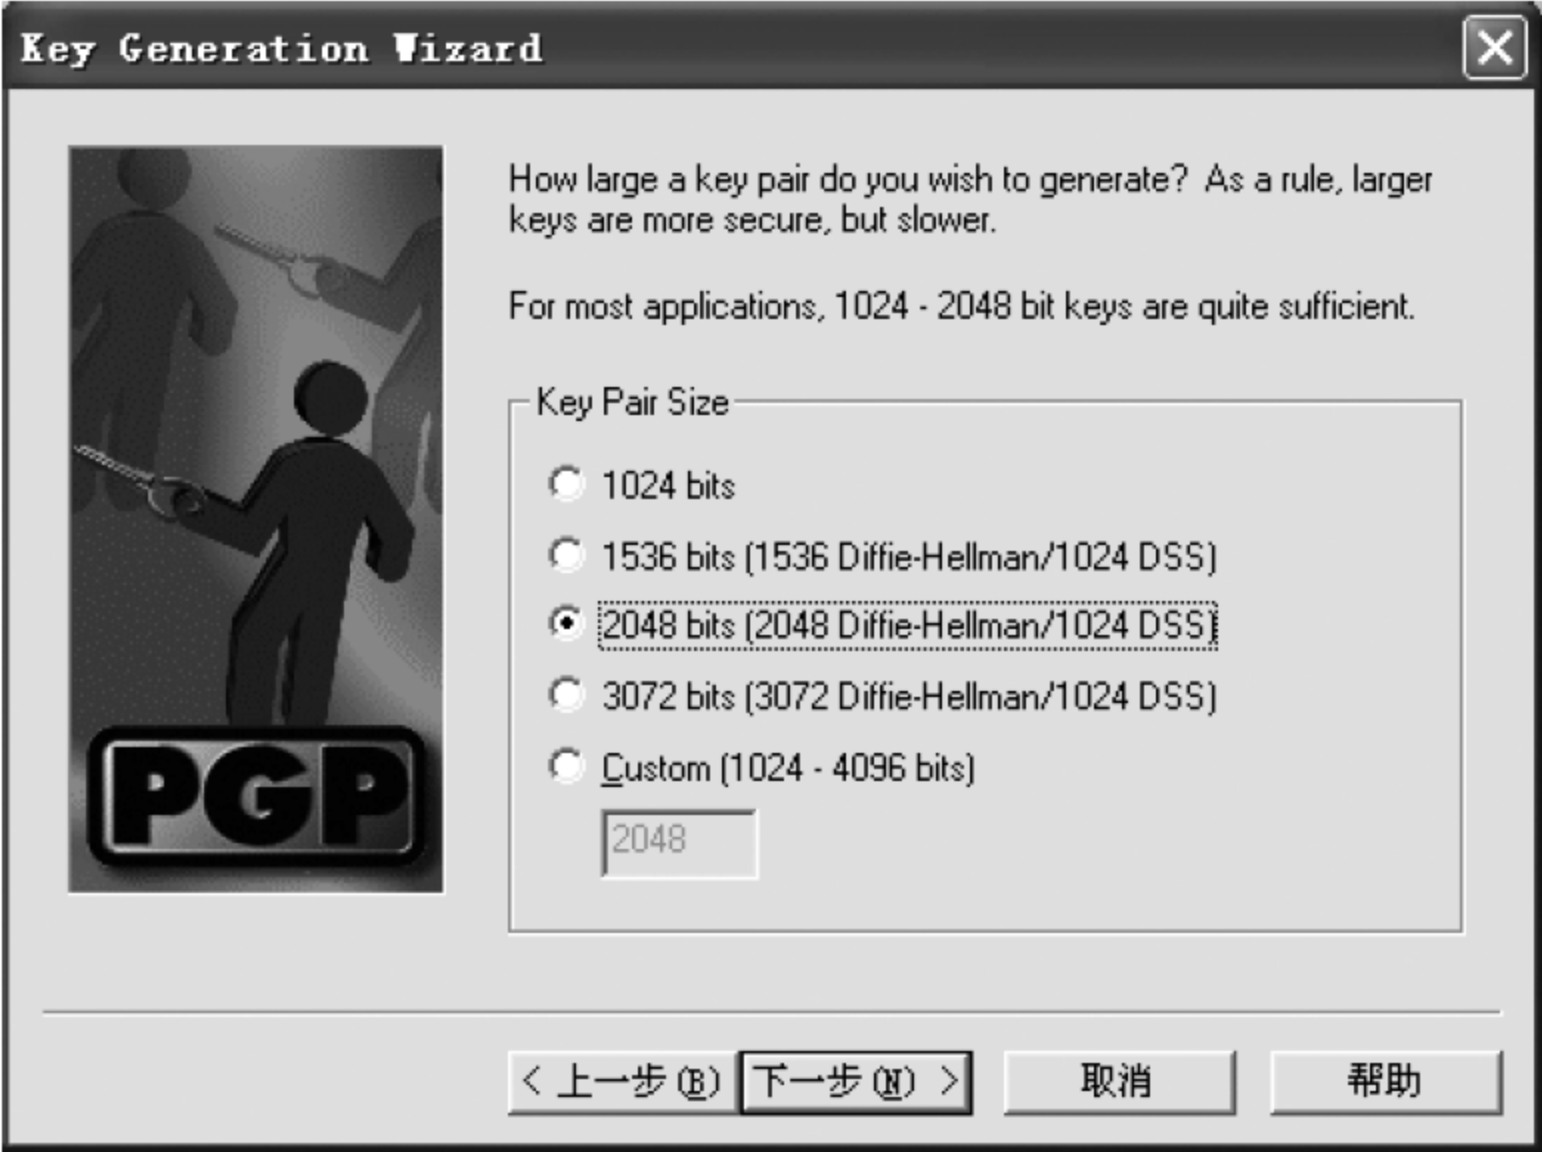 Key Generation Wizard
How large a key pair do you wish to generate? As a rule, larger
keys are more secure, but slower.
For most applications, 1024 - 2048 bit keys are quite sufficient.
Key Pair Size
1024 bits
1536 bits (1536 Diffie-Hellman/1024 DSS)
2048 bits (2048 Diffie-Hellman/1024 DSS)
3072 bits (3072 Diffie-Hellman/1024 DSS)
Custom (1024 - 4096 bits)
2048
PGP
< 上一步(B) 下一步(N) > 取消 帮助